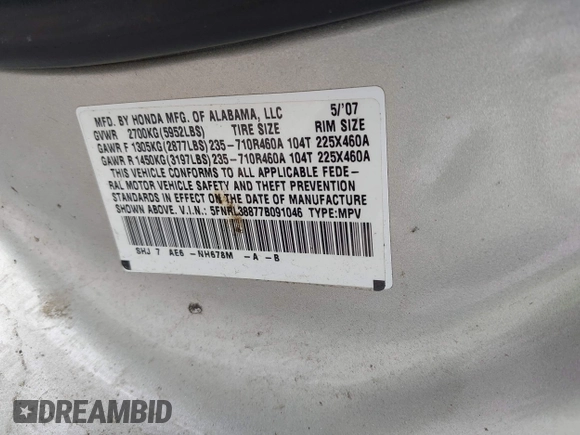 MFD. BY HONDA MFG. OF ALABAMA, LLC 5/'07
GVWR 2700KG(5952LBS) TIRE SIZE RIM SIZE
GAWR F 1305KG(2877LBS) 235-710R460A 104T 225X460A
GAWR R 1450KG(3197LBS) 235-710R460A 104T 225X460A
THIS VEHICLE CONFORMS TO ALL APPLICABLE FEDE-
RAL MOTOR VEHICLE SAFETY AND THEFT PREVENTION
STANDARDS IN EFFECT ON THE DATE OF MANUFACTURE
SHOWN ABOVE. V.I.N.: 5FNRL38877B091046 TYPE:MPV
SHJ 7 AE6 -NH678M -A -B
DREAMBID